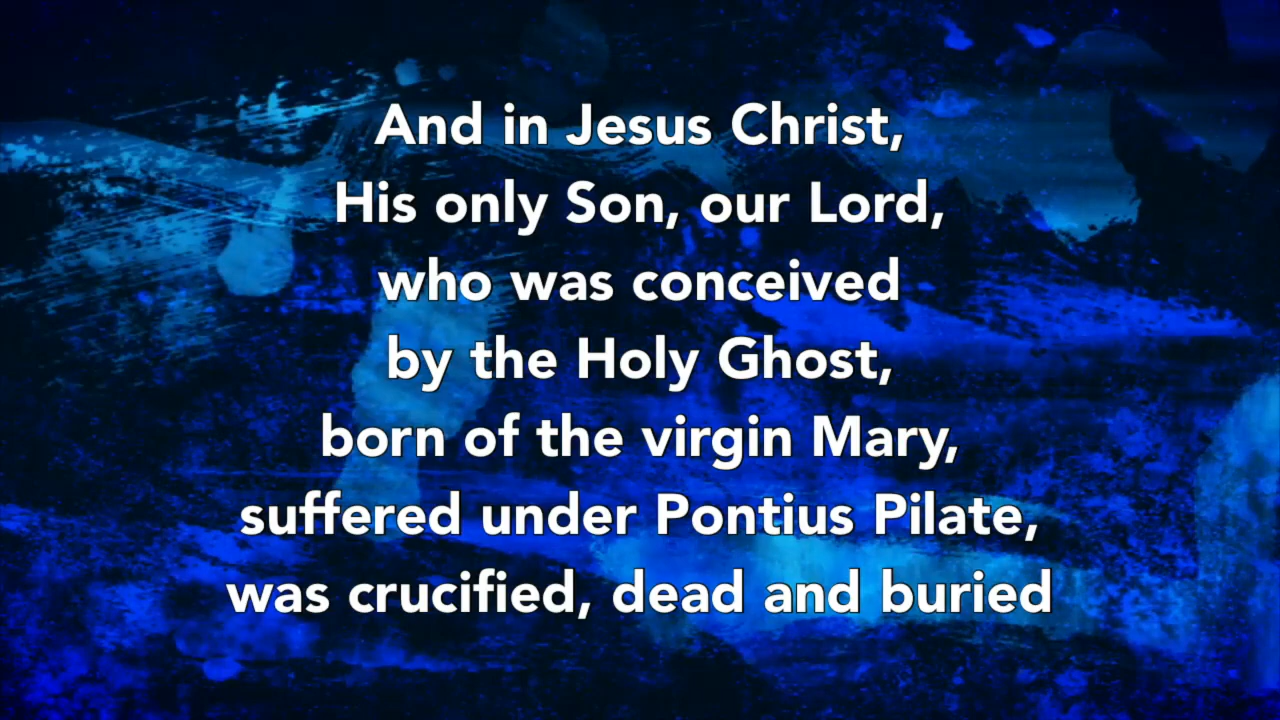 And in Jesus Christ,
His only Son, our Lord,
who was conceived
by the Holy Ghost,
born of the virgin Mary,
suffered under Pontius Pilate,
was crucified, dead and buried